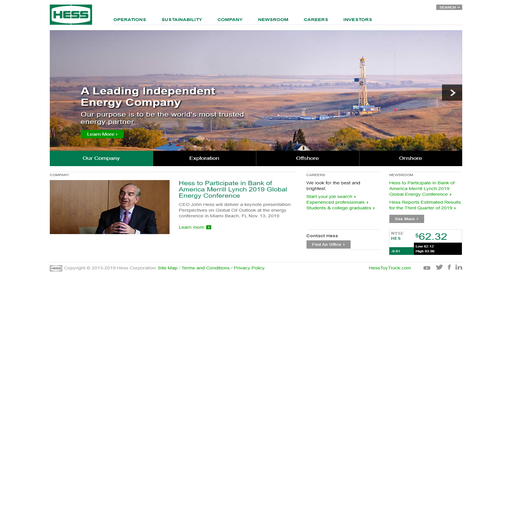 HESS
SEARCH
OPERATIONS SUSTAINABILITY COMPANY NEWSROOM CAREERS INVESTORS
A Leading Independent
Energy Company
Our purpose is to be the world's most trusted
energy partner.
Learn More ›
Our Company Exploration Offshore Onshore
COMPANY
Hess to Participate in Bank of
America Merrill Lynch 2019 Global
Energy Conference
CEO John Hess will deliver a keynote presentation
Perspectives on Global Oil Outlook at the energy
conference in Miami Beach, FL Nov. 13, 2019
Learn more
CAREERS
We look for the best and
brightest.
Start your job search »
Experienced professionals »
Students & college graduates »
Contact Hess
Find An Office ›
NEWSROOM
Hess to Participate in Bank of
America Merrill Lynch 2019
Global Energy Conference »
Hess Reports Estimated Results
for the Third Quarter of 2019 »
See More ›
NYSE
HES
$62.32
Low 62.12
High 63.96
HESS Copyright © 2013-2019 Hess Corporation Site Map / Terms and Conditions / Privacy Policy
HessToyTruck.com